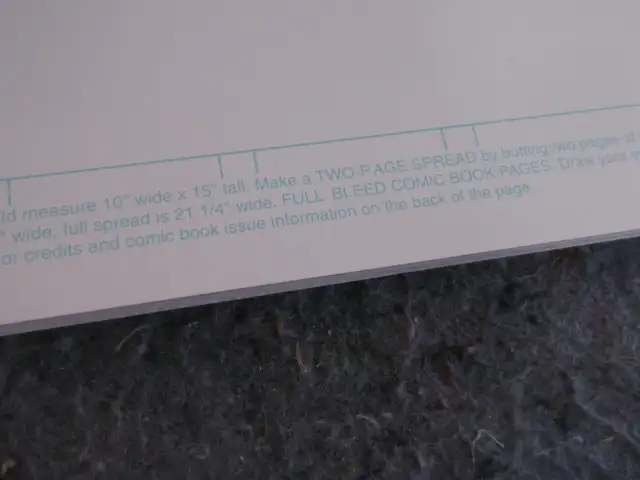 ld measure 10" wide x 15" tall. Make a TWO-PAGE SPREAD by butting two pages
" wide, full spread is 21 1/4" wide. FULL BLEED COMIC BOOK PAGES. Draw your
or credits and comic book issue information on the back of the page.